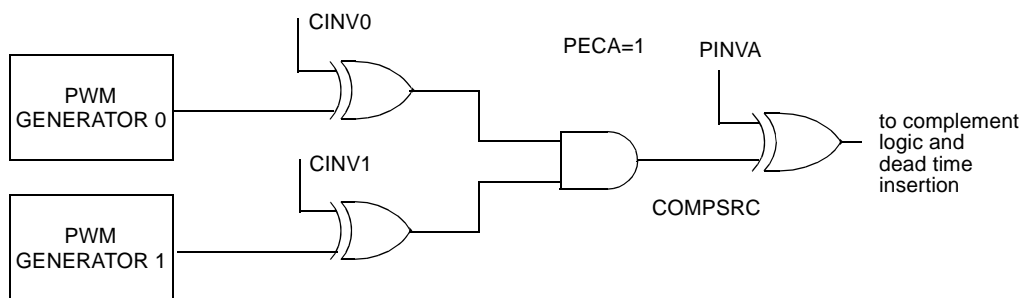 CINV0
PECA=1
PINVA
PWM
GENERATOR 0
to complement
logic and
dead time
insertion
CINV1
COMPSRC
PWM
GENERATOR 1